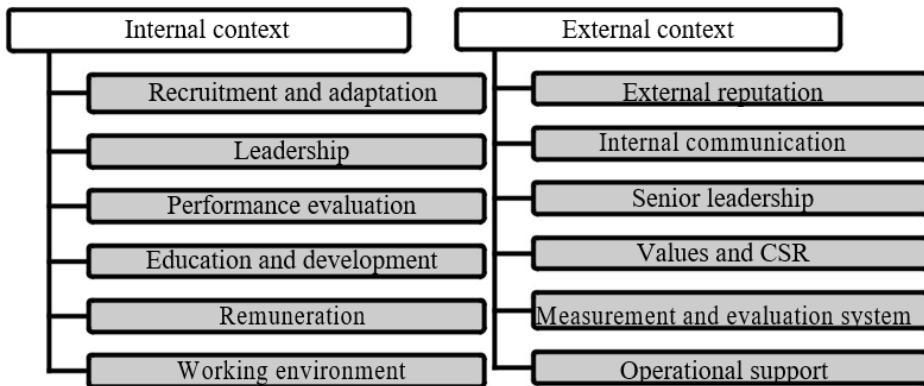 Internal context
Recruitment and adaptation
Leadership
Performance evaluation
Education and development
Remuneration
Working environment
External context
External reputation
Internal communication
Senior leadership
Values and CSR
Measurement and evaluation system
Operational support